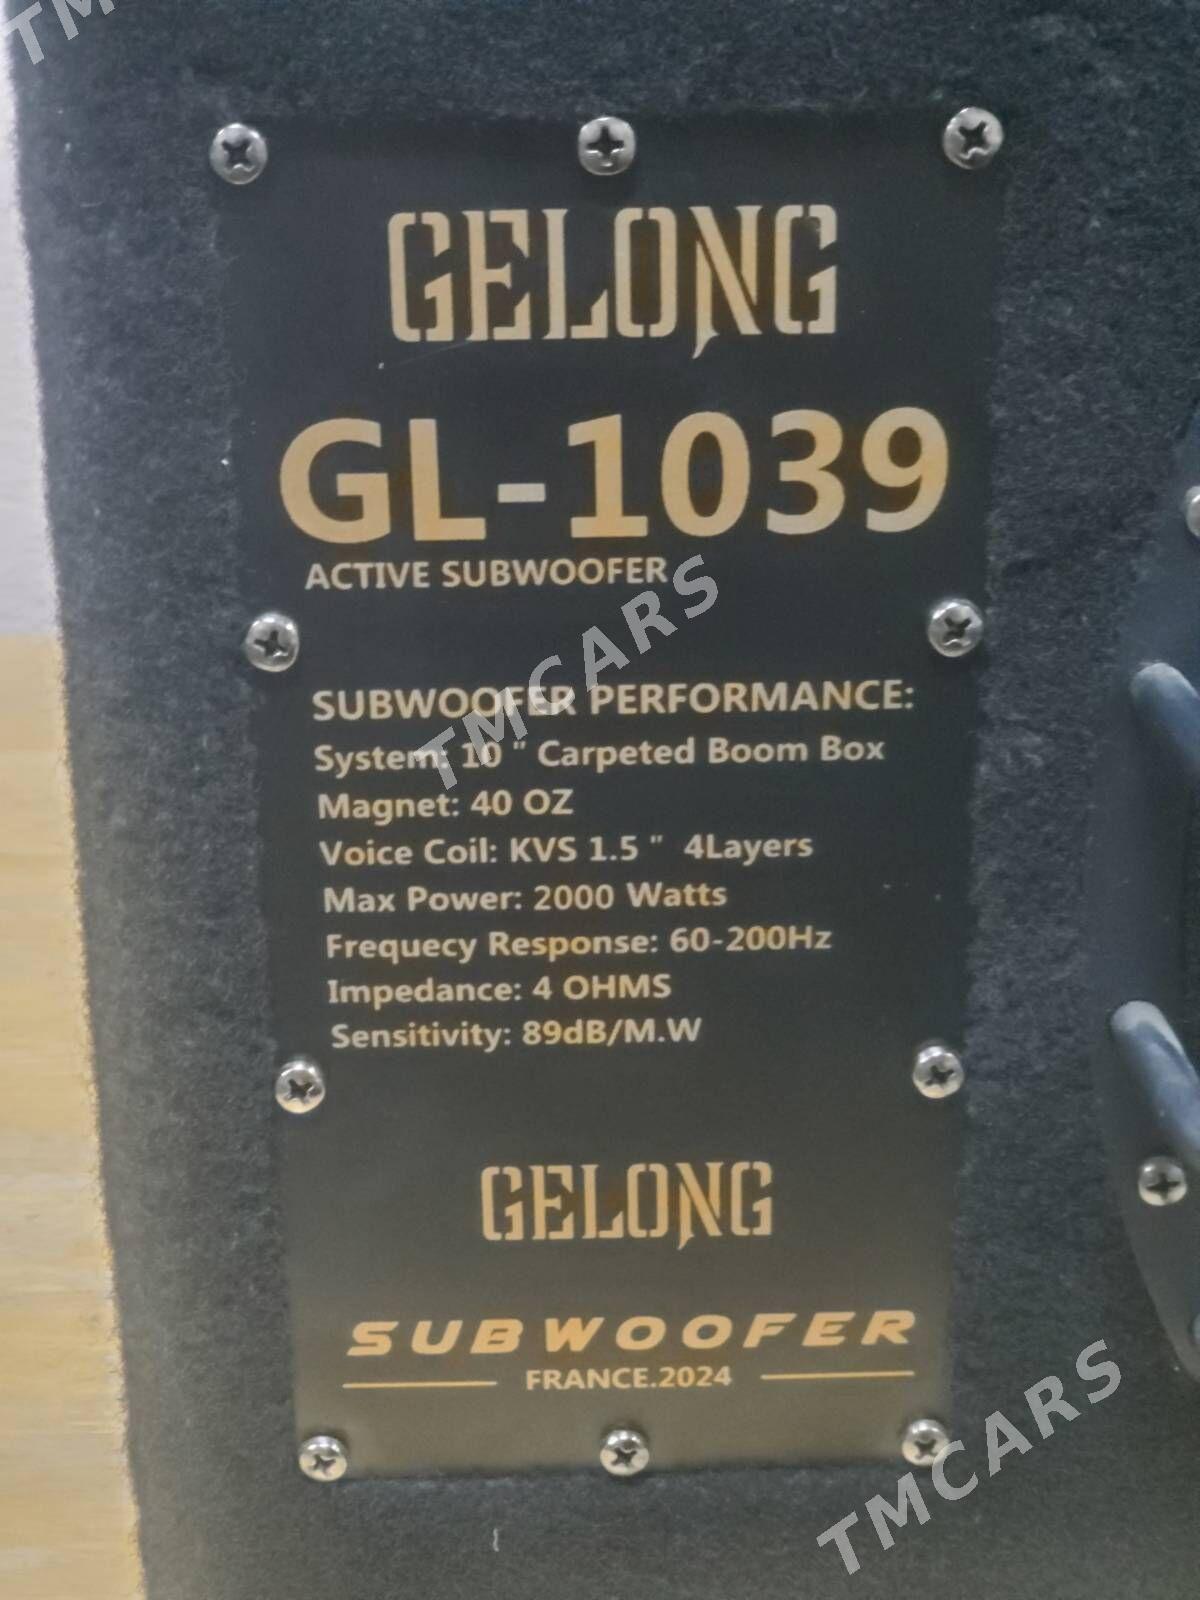 TM
GELONG
GL-1039
ACTIVE SUBWOOFER
TMCARS
SUBWOOFER PERFORMANCE:
System: 10 " Carpeted Boom Box
Magnet: 40 OZ
Voice Coil: KVS 1.5 " 4Layers
Max Power: 2000 Watts
Frequecy Response: 60-200Hz
Impedance: 4 OHMS
Sensitivity: 89dB/M.W
GELONG
SUBWOOFER
FRANCE.2024
TMCARS